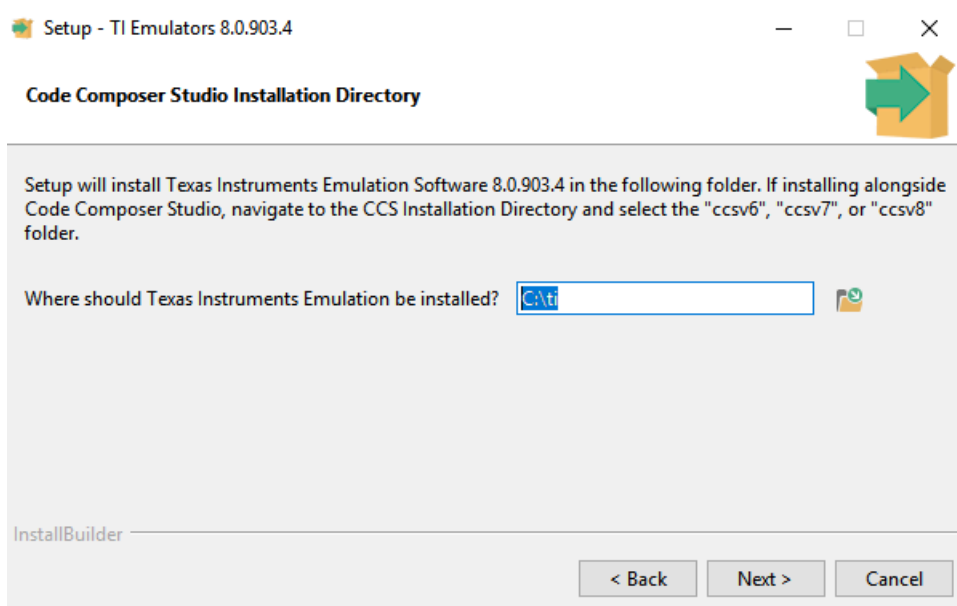 Setup - TI Emulators 8.0.903.4
Code Composer Studio Installation Directory
Setup will install Texas Instruments Emulation Software 8.0.903.4 in the following folder. If installing alongside
Code Composer Studio, navigate to the CCS Installation Directory and select the "ccsv6", "ccsv7", or "ccsv8"
folder.
Where should Texas Instruments Emulation be installed? C:\ti
InstallBuilder
< Back Next > Cancel